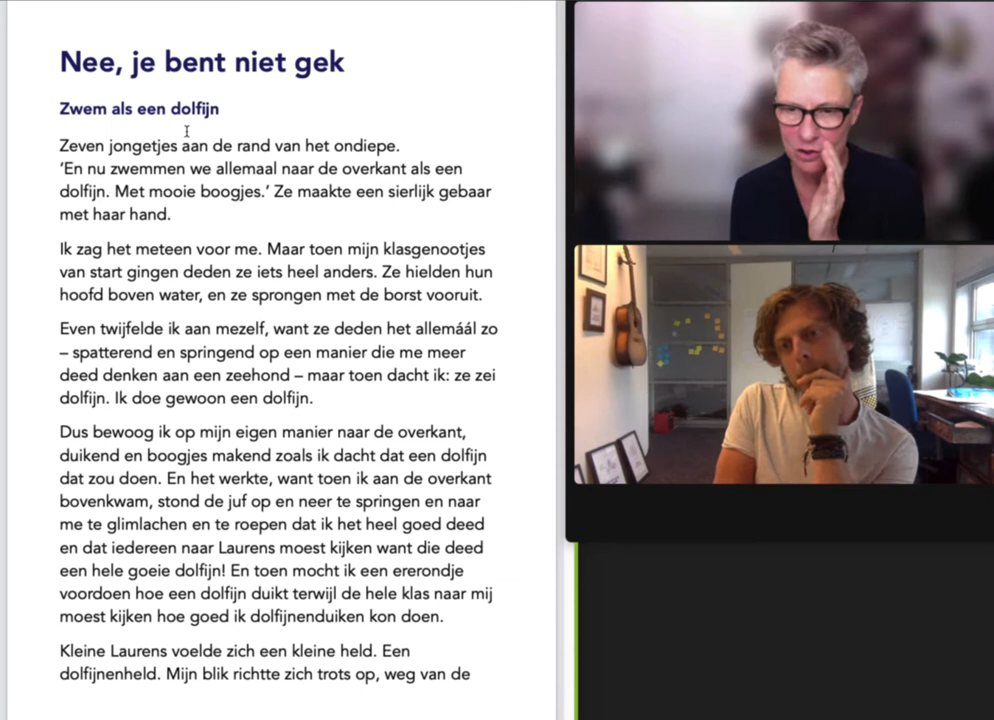 Nee, je bent niet gek
Zwem als een dolfijn
Zeven jongetjes aan de rand van het ondiepe.
‘En nu zwemmen we allemaal naar de overkant als een
dolfijn. Met mooie boogjes.’ Ze maakte een sierlijk gebaar
met haar hand.
Ik zag het meteen voor me. Maar toen mijn klasgenootjes
van start gingen deden ze iets heel anders. Ze hielden hun
hoofd boven water, en ze sprongen met de borst vooruit.
Even twijfelde ik aan mezelf, want ze deden het allemáál zo
– spatterend en springend op een manier die me meer
deed denken aan een zeehond – maar toen dacht ik: ze zei
dolfijn. Ik doe gewoon een dolfijn.
Dus bewoog ik op mijn eigen manier naar de overkant,
duikend en boogjes makend zoals ik dacht dat een dolfijn
dat zou doen. En het werkte, want toen ik aan de overkant
bovenkwam, stond de juf op en neer te springen en naar
me te glimlachen en te roepen dat ik het heel goed deed
en dat iedereen naar Laurens moest kijken want die deed
een hele goeie dolfijn! En toen mocht ik een ererondje
voordoen hoe een dolfijn duikt terwijl de hele klas naar mij
moest kijken hoe goed ik dolfijnenduiken kon doen.
Kleine Laurens voelde zich een kleine held. Een
dolfijnenheld. Mijn blik richtte zich trots op, weg van de